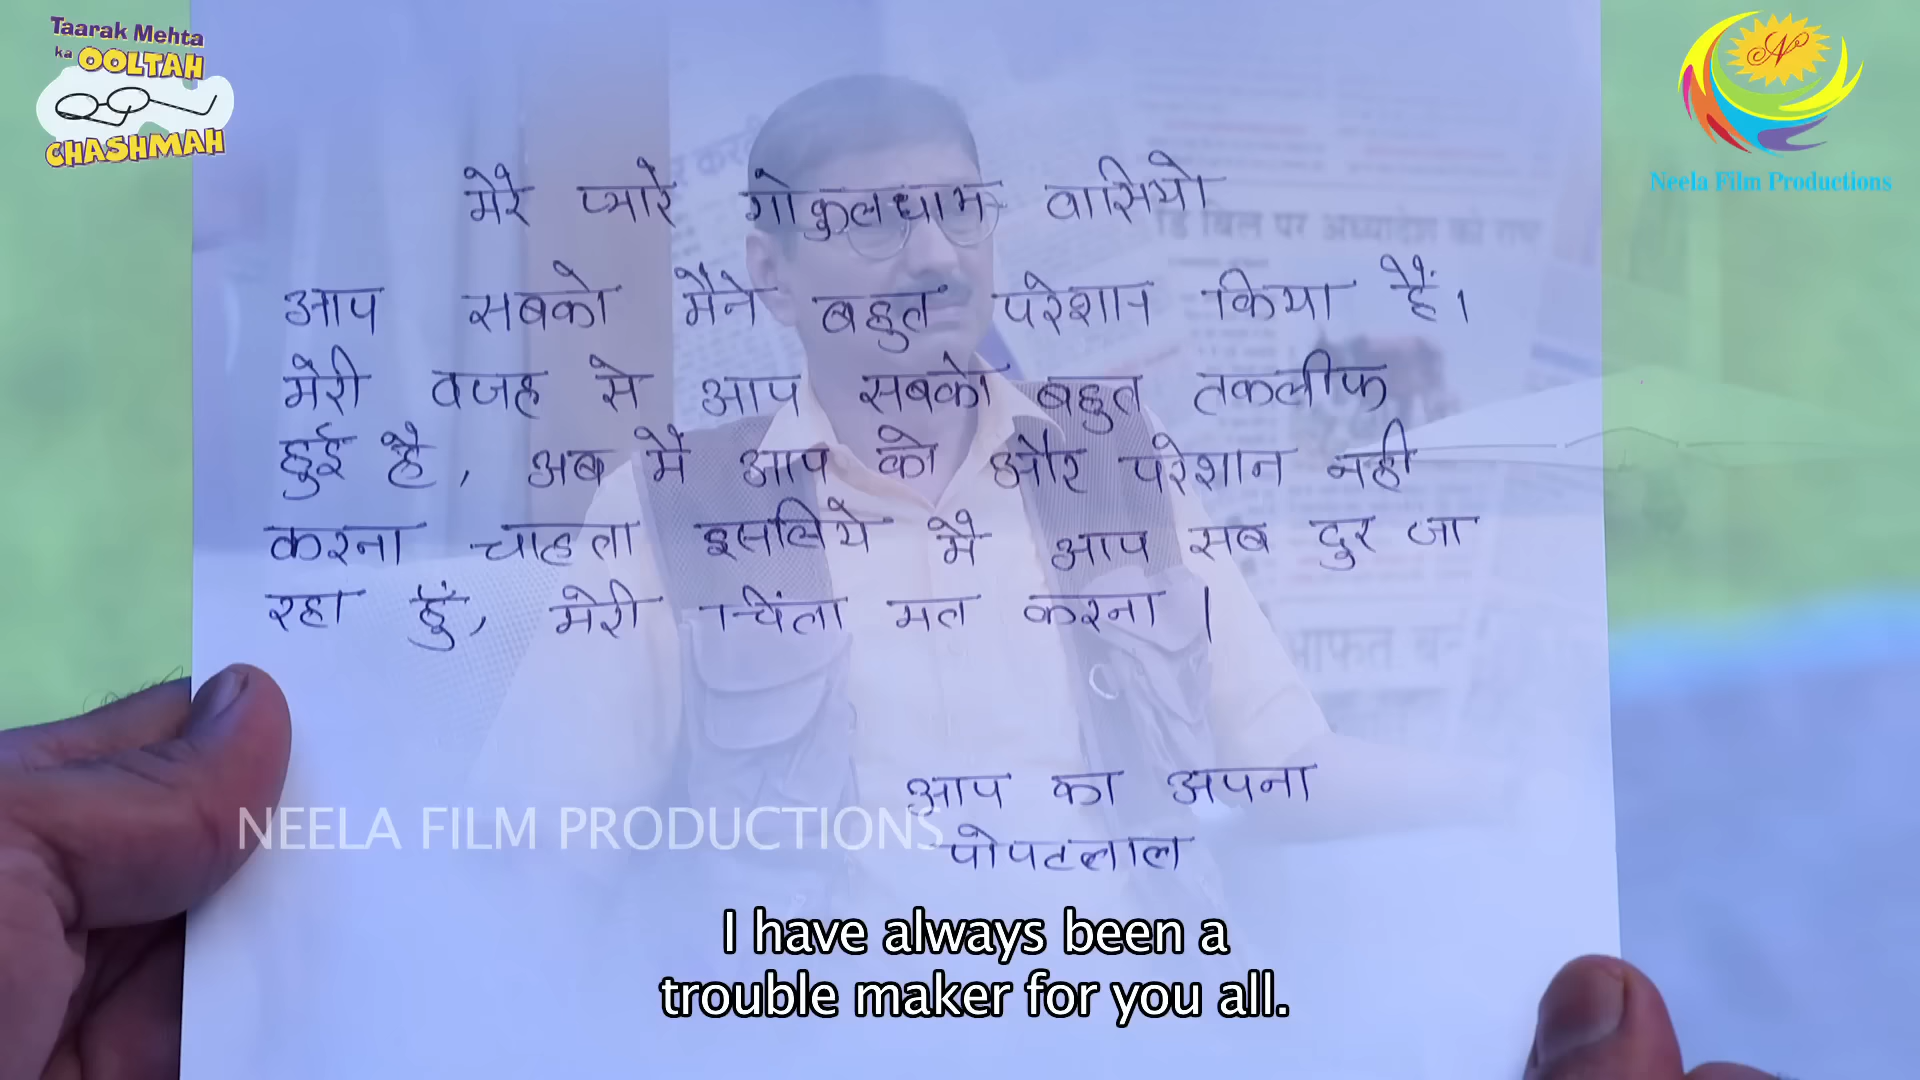 Taarak Mehta
ka OOLTAH
CHASHMAH
Neela Film Productions
मेरे प्यारे गोकुलधाम वासियो
आप सबको मैंने बहुत परेशान किया हैं।
मेरी वजह से आप सबको बहुत तकलीफ
हुई है, अब मैं आप को और परेशान नही
करना चाहता इसलिये मैं आप सब दुर जा
रहा हुँ, मेरी चिंता मत करना।
आप का अपना
पोपटलाल
NEELA FILM PRODUCTIONS
I have always been a
trouble maker for you all.